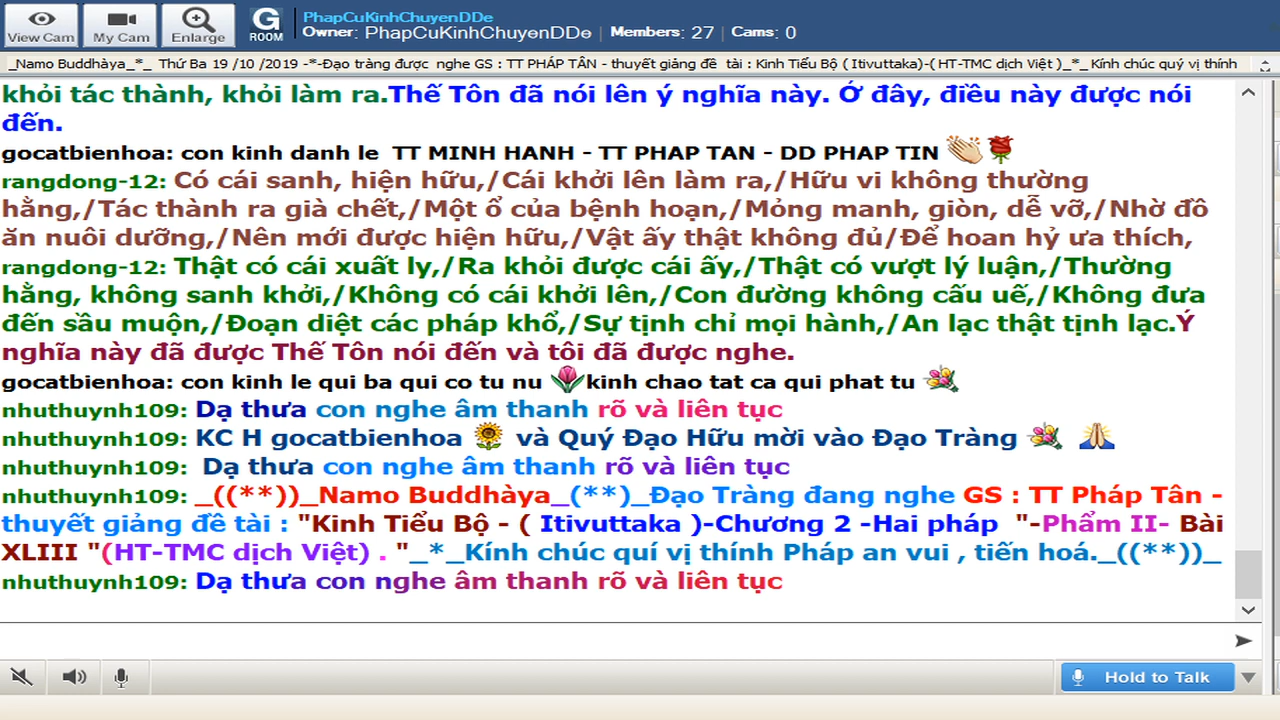 PhapCuKinhChuyenDDe
View Cam My Cam Enlarge G ROOM Owner: PhapCuKinhChuyenDDe | Members: 27 | Cams: 0
_Namo Buddhàya_*_ Thứ Ba 19 /10 /2019 -*-Đạo tràng được nghe GS : TT PHÁP TÂN - thuyết giảng đề tài : Kinh Tiểu Bộ ( Itivuttaka)-( HT-TMC dịch Việt )_*_ Kính chúc quý vị thính
khỏi tác thành, khỏi làm ra.Thế Tôn đã nói lên ý nghĩa này. Ở đây, điều này được nói
đến.
gocatbienhoa: con kinh danh le TT MINH HANH - TT PHAP TAN - DD PHAP TIN
rangdong-12: Có cái sanh, hiện hữu,/Cái khởi lên làm ra,/Hữu vi không thường
hằng,/Tác thành ra già chết,/Một ổ của bệnh hoạn,/Mỏng manh, giòn, dễ vỡ,/Nhờ đồ
ăn nuôi dưỡng,/Nên mới được hiện hữu,/Vật ấy thật không đủ/Để hoan hỷ ưa thích,
rangdong-12: Thật có cái xuất ly,/Ra khỏi được cái ấy,/Thật có vượt lý luận,/Thường
hằng, không sanh khởi,/Không có cái khởi lên,/Con đường không cấu uế,/Không đưa
đến sầu muộn,/Đoạn diệt các pháp khổ,/Sự tịnh chỉ mọi hành,/An lạc thật tịnh lạc.Ý
nghĩa này đã được Thế Tôn nói đến và tôi đã được nghe.
gocatbienhoa: con kinh le qui ba qui co tu nu kinh chao tat ca qui phat tu
nhuthuynh109: Dạ thưa con nghe âm thanh rõ và liên tục
nhuthuynh109: KC H gocatbienhoa và Quý Đạo Hữu mời vào Đạo Tràng
nhuthuynh109: Dạ thưa con nghe âm thanh rõ và liên tục
nhuthuynh109: _((**))_Namo Buddhàya_(**)_Đạo Tràng đang nghe GS : TT Pháp Tân -
thuyết giảng đề tài : "Kinh Tiểu Bộ - ( Itivuttaka )-Chương 2 -Hai pháp "-Phẩm II- Bài
XLIII "(HT-TMC dịch Việt) . "_*_Kính chúc quí vị thính Pháp an vui , tiến hoá._((**))_
nhuthuynh109: Dạ thưa con nghe âm thanh rõ và liên tục
Hold to Talk